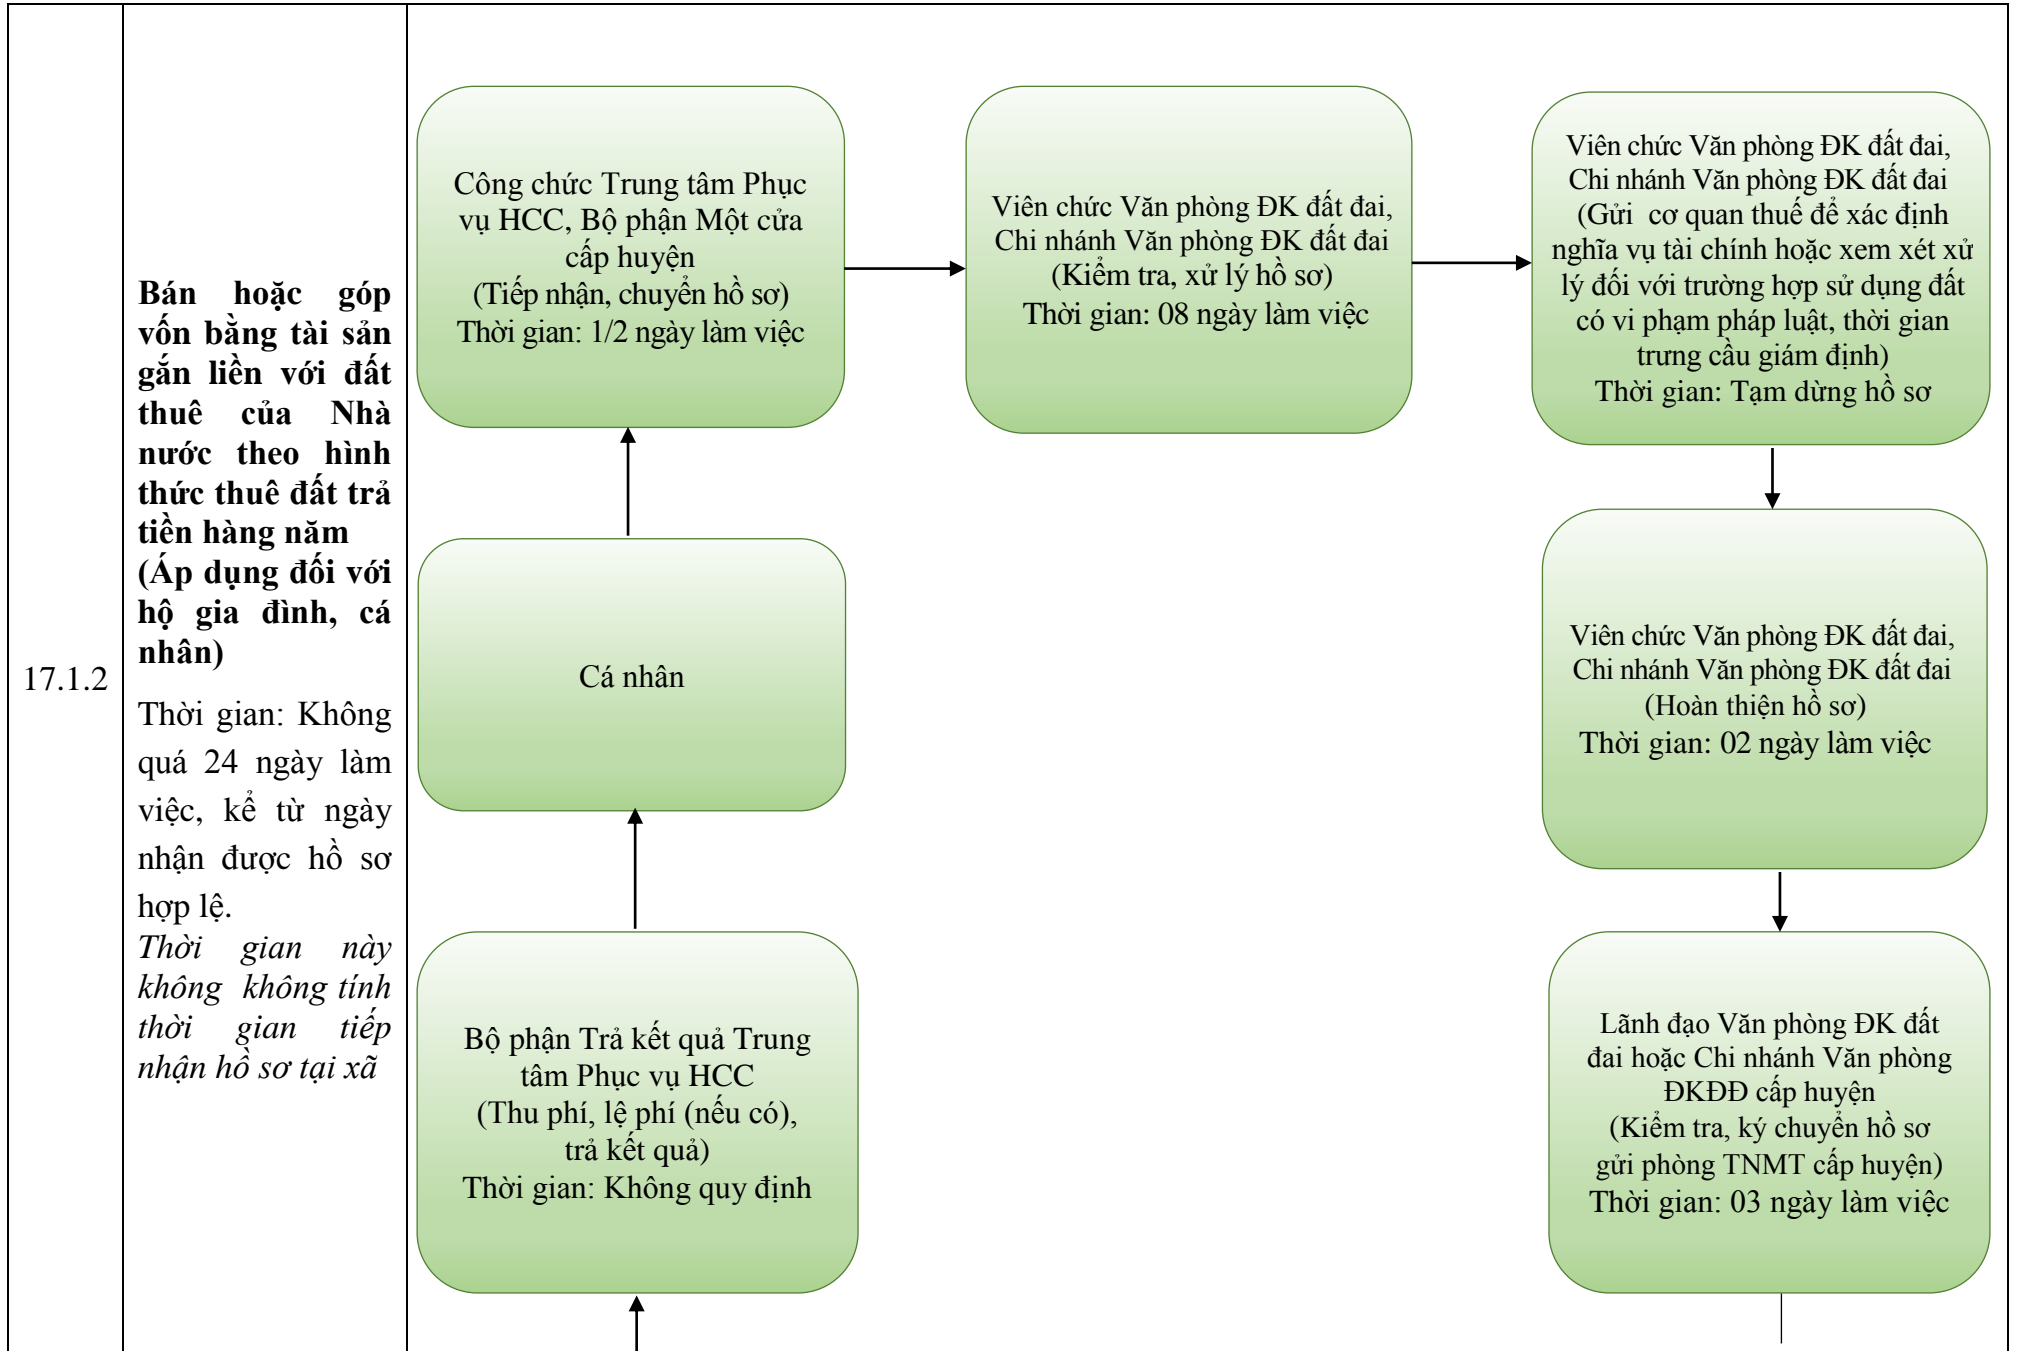 17.1.2
Bán hoặc góp
vốn bằng tài sản
gắn liền với đất
thuê của Nhà
nước theo hình
thức thuê đất trả
tiền hàng năm
(Áp dụng đối với
hộ gia đình, cá
nhân)
Thời gian: Không
quá 24 ngày làm
việc, kể từ ngày
nhận được hồ sơ
hợp lệ.
Thời gian này
không không tính
thời gian tiếp
nhận hồ sơ tại xã
Công chức Trung tâm Phục
vụ HCC, Bộ phận Một cửa
cấp huyện
(Tiếp nhận, chuyển hồ sơ)
Thời gian: 1/2 ngày làm việc
Viên chức Văn phòng ĐK đất đai,
Chi nhánh Văn phòng ĐK đất đai
(Kiểm tra, xử lý hồ sơ)
Thời gian: 08 ngày làm việc
Viên chức Văn phòng ĐK đất đai,
Chi nhánh Văn phòng ĐK đất đai
(Gửi cơ quan thuế để xác định
nghĩa vụ tài chính hoặc xem xét xử
lý đối với trường hợp sử dụng đất
có vi phạm pháp luật, thời gian
trưng cầu giám định)
Thời gian: Tạm dừng hồ sơ
Viên chức Văn phòng ĐK đất đai,
Chi nhánh Văn phòng ĐK đất đai
(Hoàn thiện hồ sơ)
Thời gian: 02 ngày làm việc
Lãnh đạo Văn phòng ĐK đất
đai hoặc Chi nhánh Văn phòng
ĐKĐĐ cấp huyện
(Kiểm tra, ký chuyển hồ sơ
gửi phòng TNMT cấp huyện)
Thời gian: 03 ngày làm việc
Cá nhân
Bộ phận Trả kết quả Trung
tâm Phục vụ HCC
(Thu phí, lệ phí (nếu có),
trả kết quả)
Thời gian: Không quy định